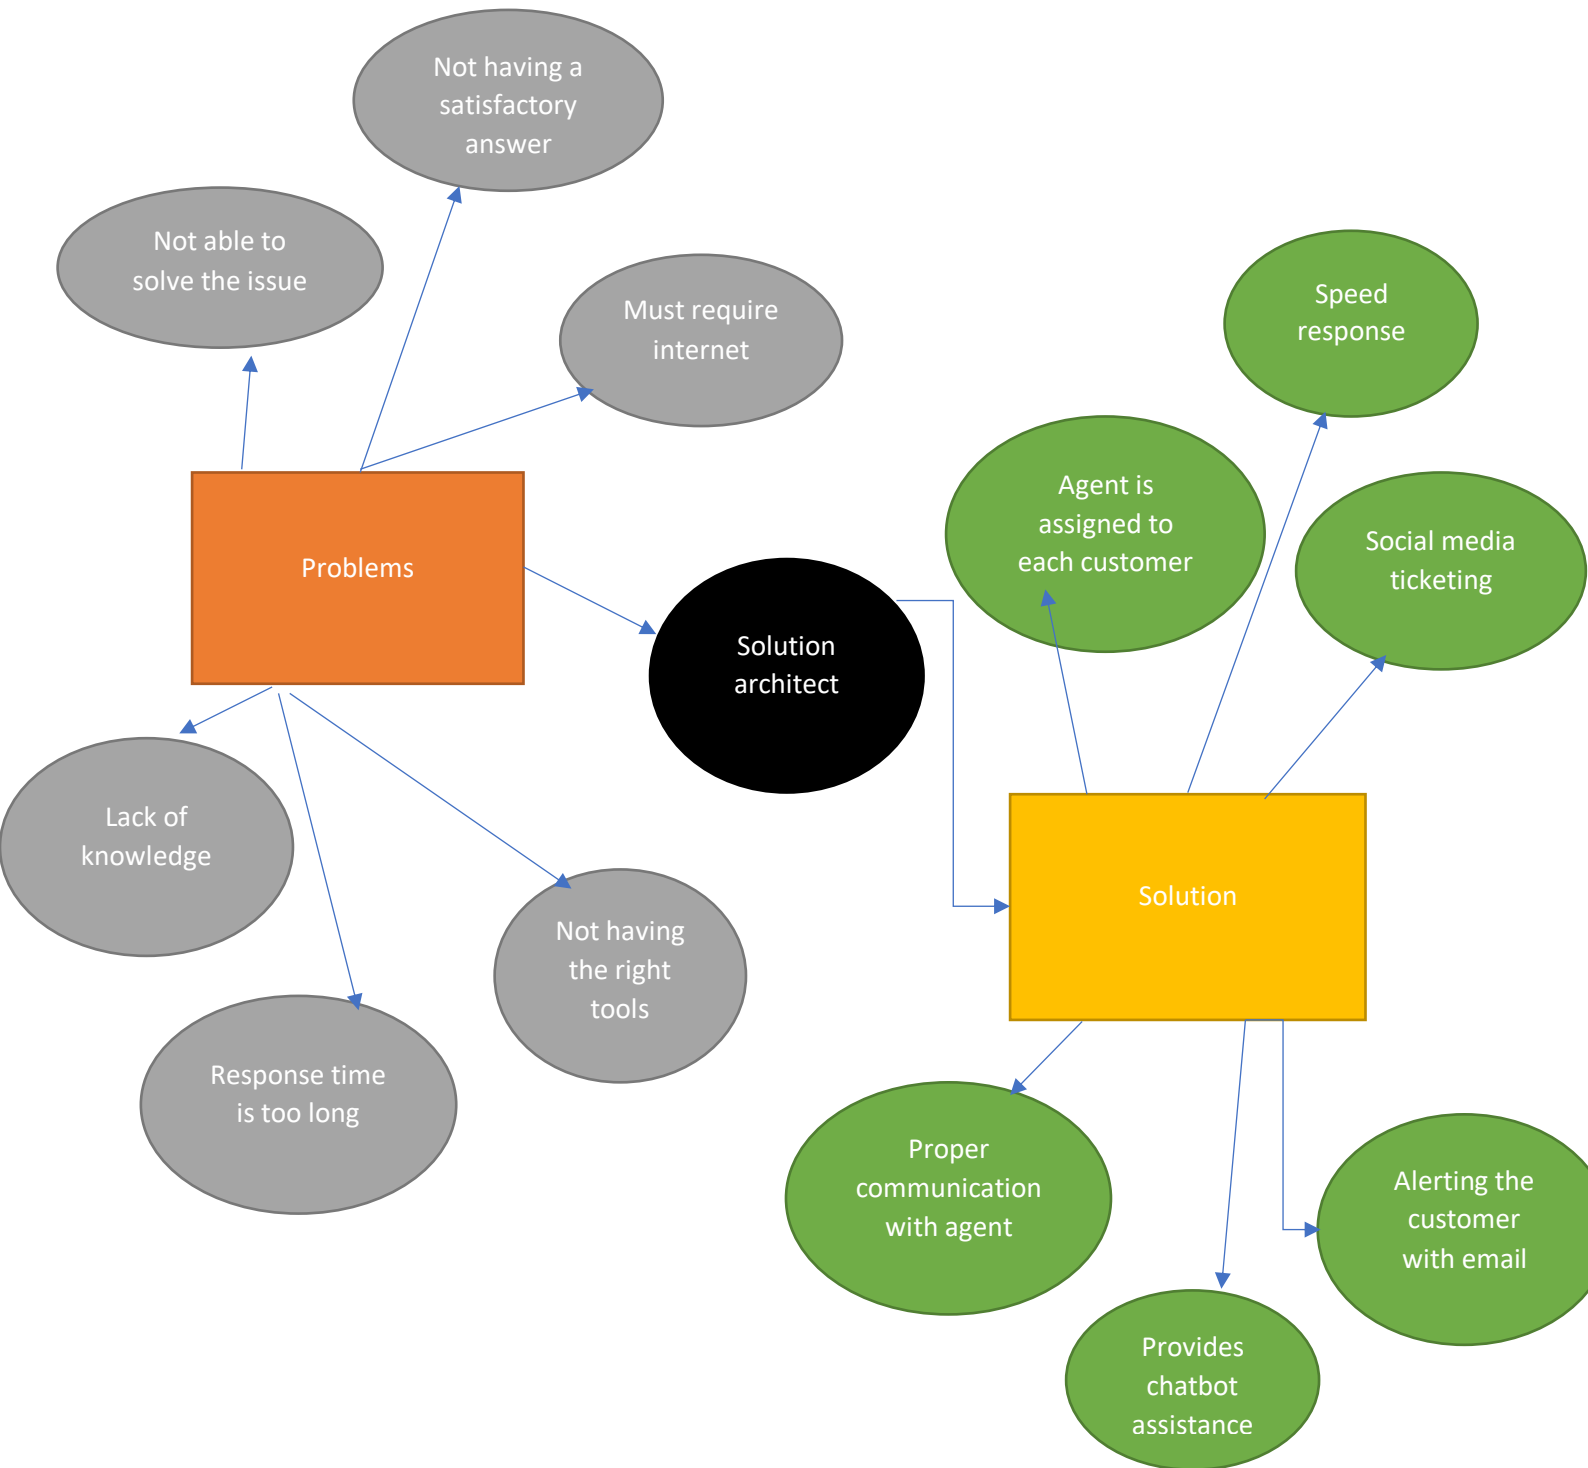 Not having a
satisfactory
answer
Not able to
solve the issue
Must require
internet
Problems
Lack of
knowledge
Response time
is too long
Not having
the right
tools
Solution
architect
Speed
response
Agent is
assigned to
each customer
Social media
ticketing
Solution
Proper
communication
with agent
Provides
chatbot
assistance
Alerting the
customer
with email